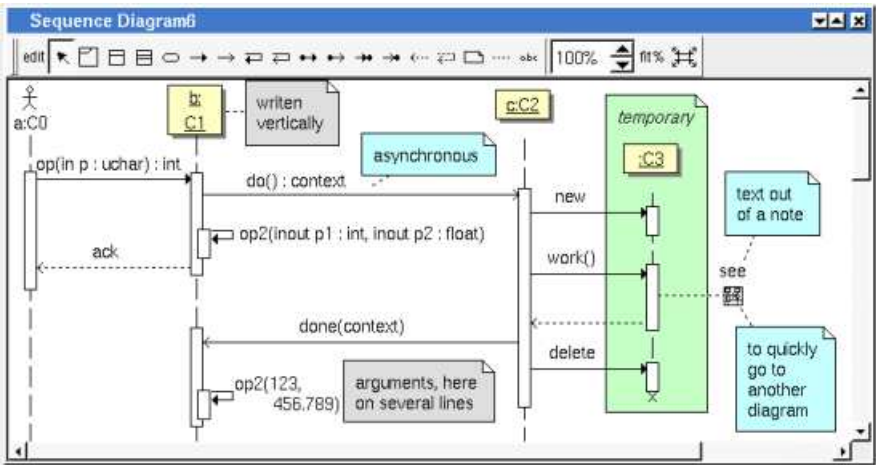 Sequence Diagram6
edit
abc
100%
fit%
a:C0
b:
C1
writen
vertically
c:C2
temporary
:C3
op(in p : uchar) : int
asynchronous
do() : context
new
text out
of a note
op2(inout p1 : int, inout p2 : float)
ack
work()
see
done(context)
delete
to quickly
go to
another
diagram
op2(123,
456.789)
arguments, here
on several lines